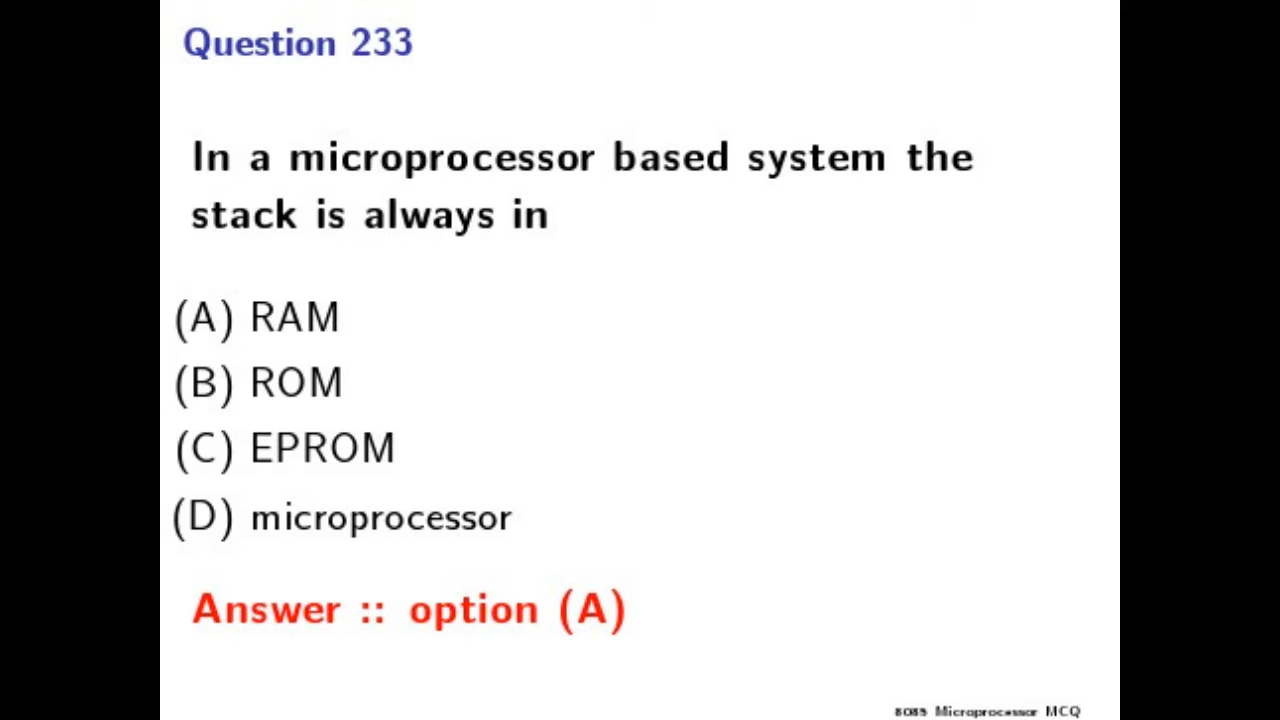 Question 233
In a microprocessor based system the
stack is always in
(A) RAM
(B) ROM
(C) EPROM
(D) microprocessor
Answer :: option (A)
8085 Microprocessor MCQ